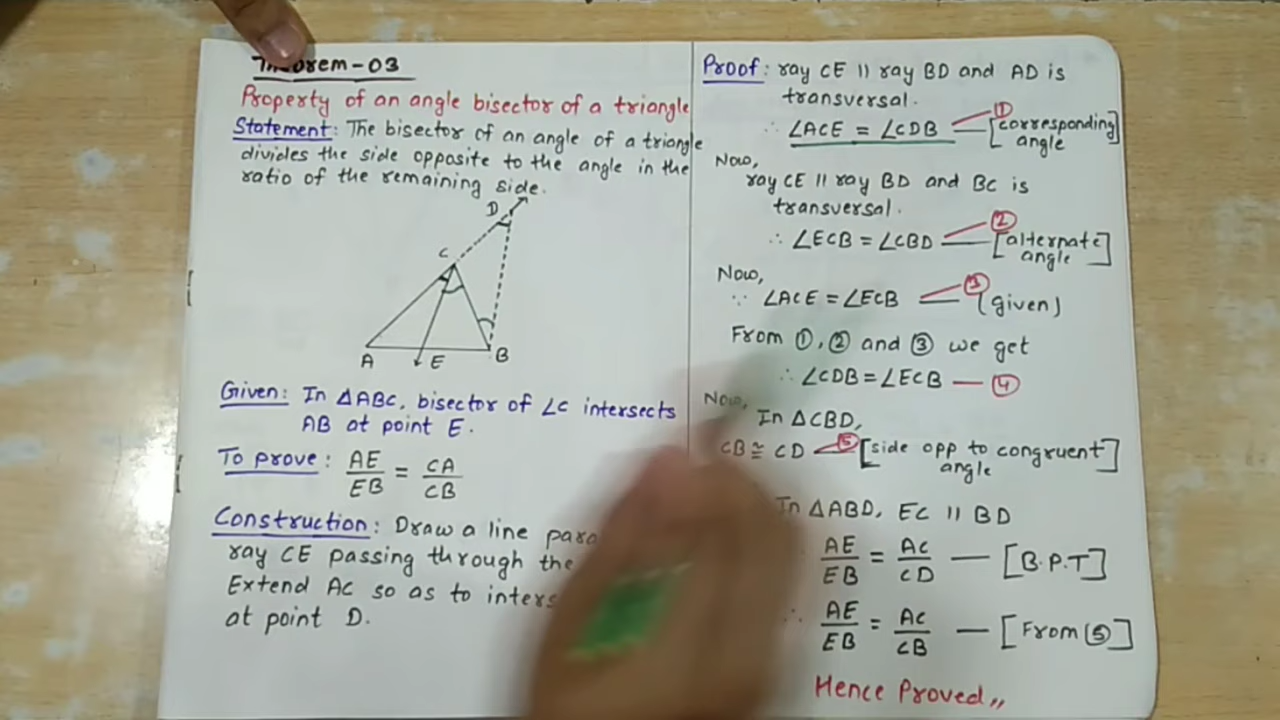 Theorem-03
Property of an angle bisector of a triangle
Statement: The bisector of an angle of a triangle
divides the side opposite to the angle in the
ratio of the remaining side.
D
C
A E B
Given: In ΔABC, bisector of ∠C intersects
AB at point E.
To prove: AE/EB = CA/CB
Construction: Draw a line
ray CE passing through the
Extend AC so as to
at point D.
Proof: ray CE || ray BD and AD is
transversal.
∴ ∠ACE = ∠CDB — ① [corresponding
angle]
Now,
ray CE || ray BD and BC is
transversal.
∴ ∠ECB = ∠CBD — ② [alternate
angle]
Now,
∵ ∠ACE = ∠ECB — ③ (given)
From ①, ② and ③ we get
∴ ∠CDB = ∠ECB — ④
Now,
In ΔCBD,
CB ≅ CD — ⑤ [side opp to congruent
angle]
In ΔABD, EC || BD
AE/EB = AC/CD — [B.P.T]
∴ AE/EB = AC/CB — [From ⑤]
Hence Proved,,